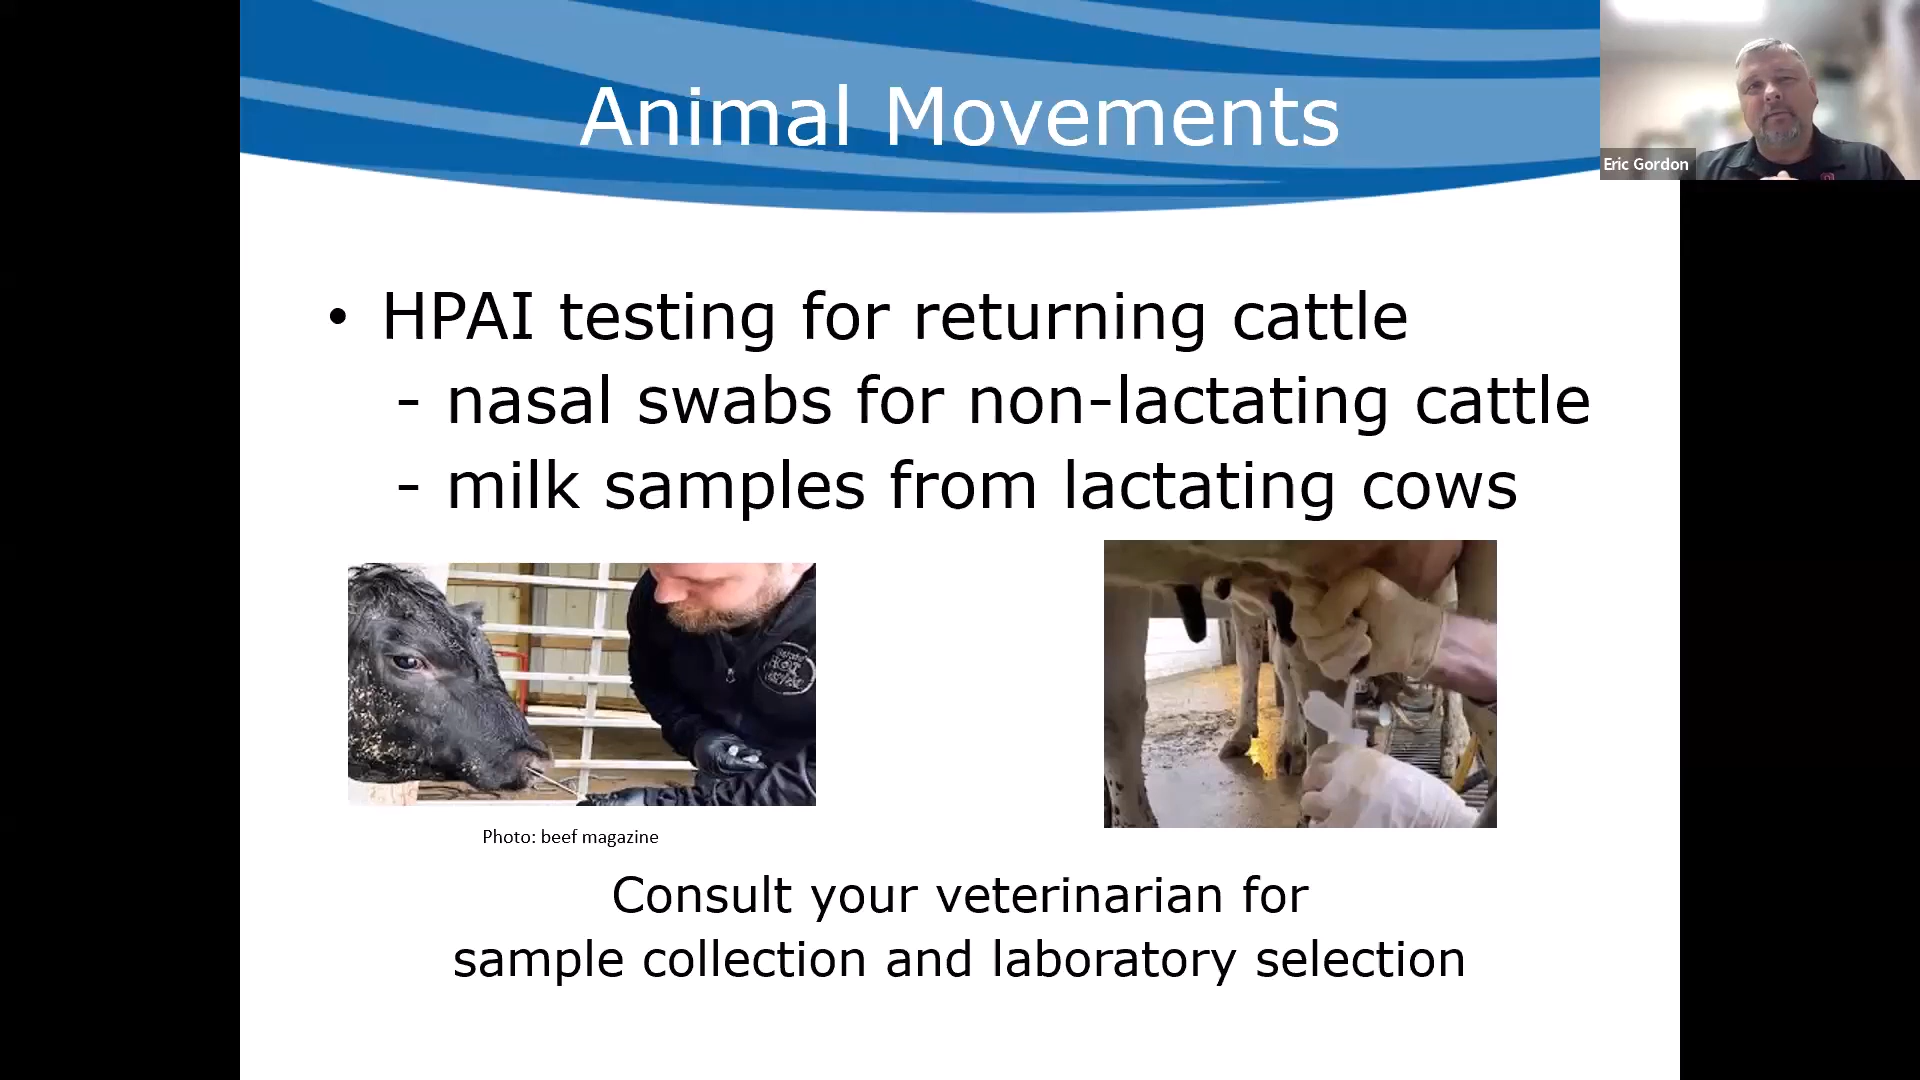 Animal Movements
Eric Gordon
• HPAI testing for returning cattle
- nasal swabs for non-lactating cattle
- milk samples from lactating cows
Photo: beef magazine
Consult your veterinarian for
sample collection and laboratory selection